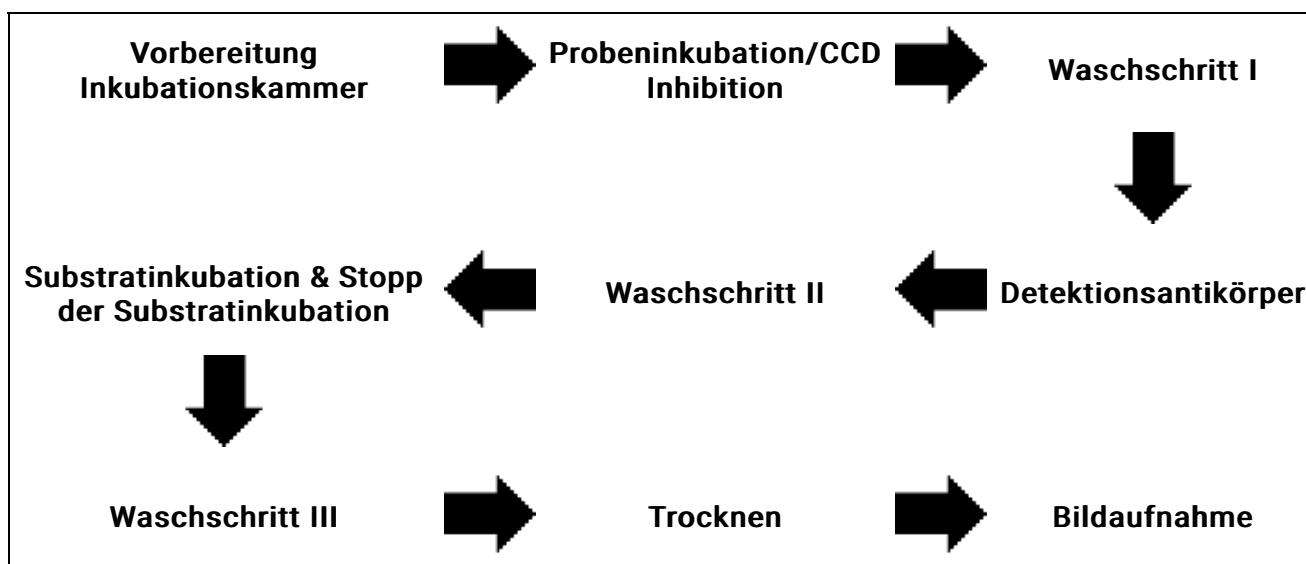 Vorbereitung
Inkubationskammer
Probeninkubation/CCD
Inhibition
Waschschritt I
Detektionsantikörper
Waschschritt II
Substratinkubation & Stopp
der Substratinkubation
Waschschritt III
Trocknen
Bildaufnahme